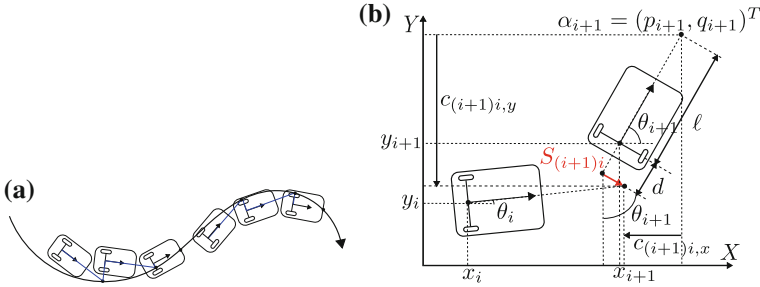 (a)
(b)
Y
α_{i+1} = (p_{i+1}, q_{i+1})^T
c_{(i+1)i,y}
θ_{i+1}
ℓ
y_{i+1}
S_{(i+1)i}
d
y_i
θ_i
θ_{i+1}
c_{(i+1)i,x}
X
x_i
x_{i+1}